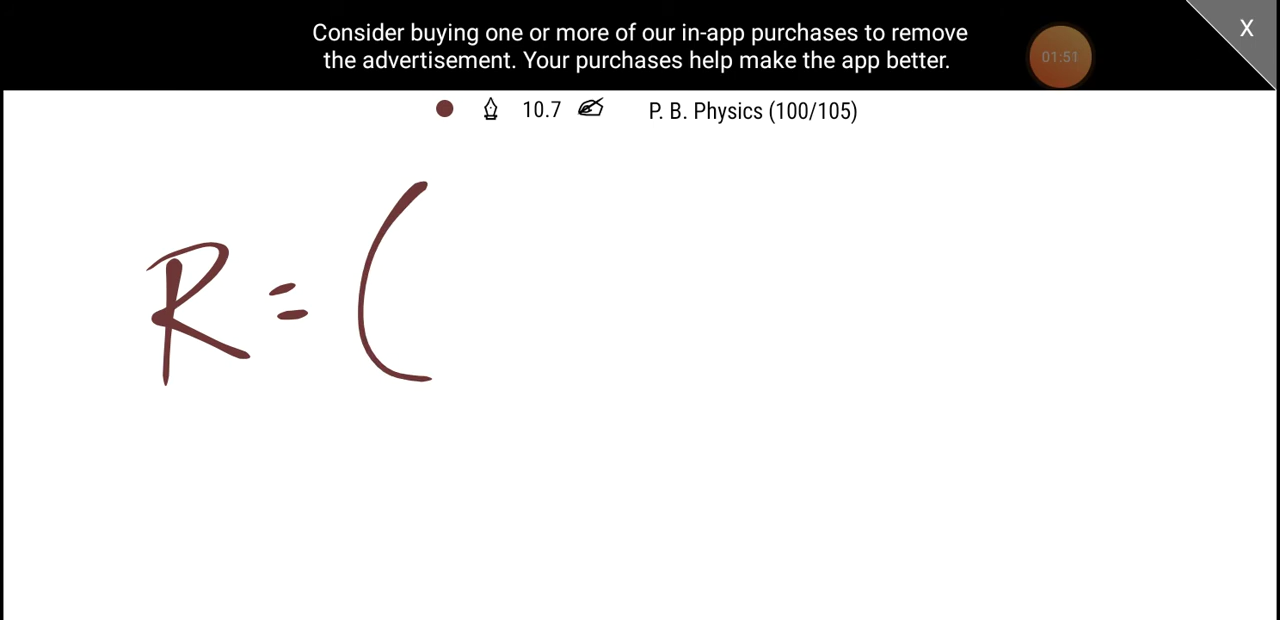 Consider buying one or more of our in-app purchases to remove
the advertisement. Your purchases help make the app better.
X
01:51
10.7 P. B. Physics (100/105)
R = (